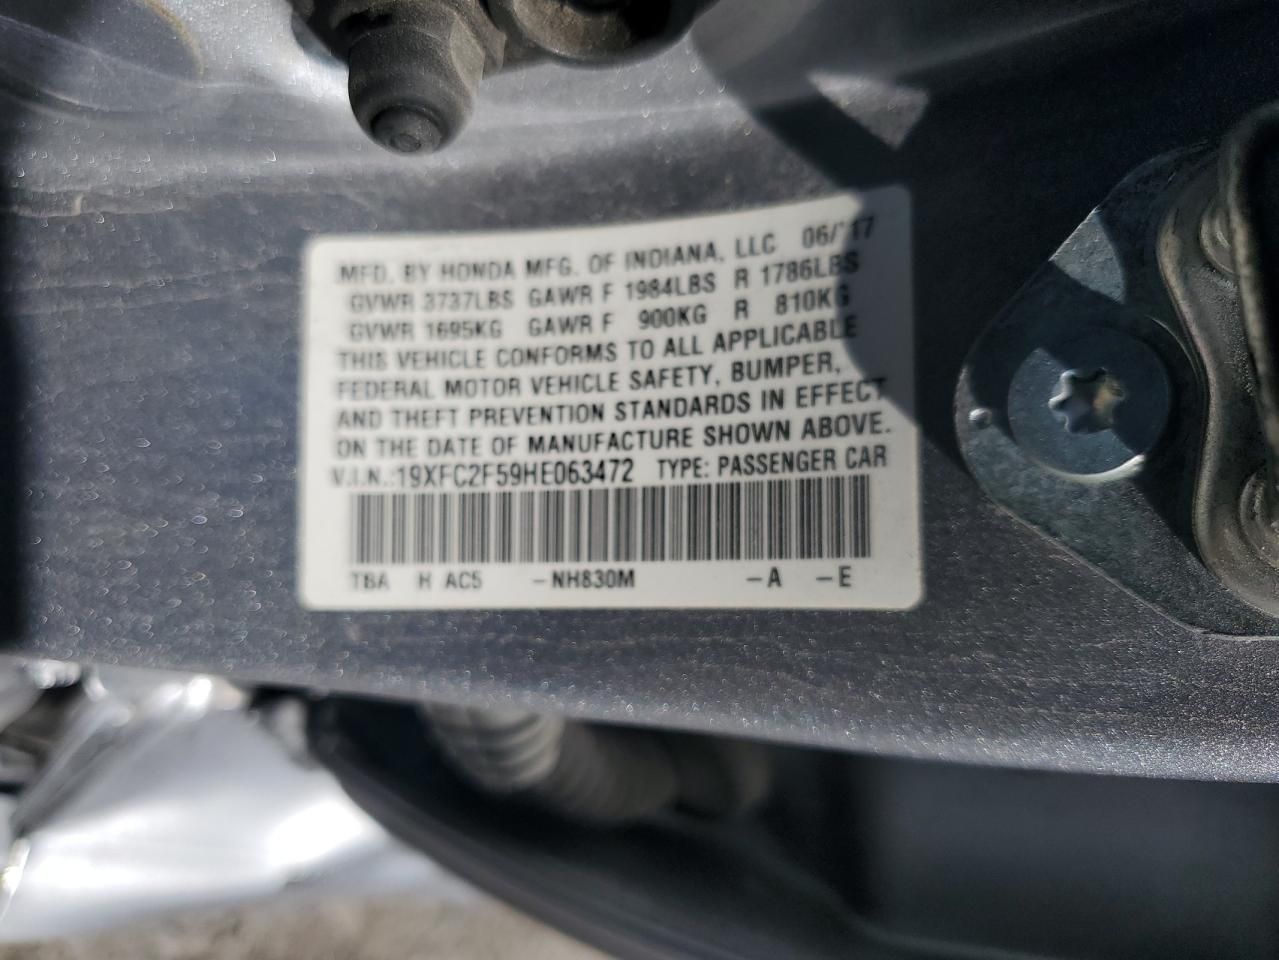 MFD. BY HONDA MFG. OF INDIANA, LLC 06/17
GVWR 3737LBS GAWR F 1984LBS R 1786LBS
GVWR 1695KG GAWR F 900KG R 810KG
THIS VEHICLE CONFORMS TO ALL APPLICABLE
FEDERAL MOTOR VEHICLE SAFETY, BUMPER,
AND THEFT PREVENTION STANDARDS IN EFFECT
ON THE DATE OF MANUFACTURE SHOWN ABOVE.
V.I.N.:19XFC2F59HE063472 TYPE: PASSENGER CAR
TBA H AC5 -NH830M -A -E